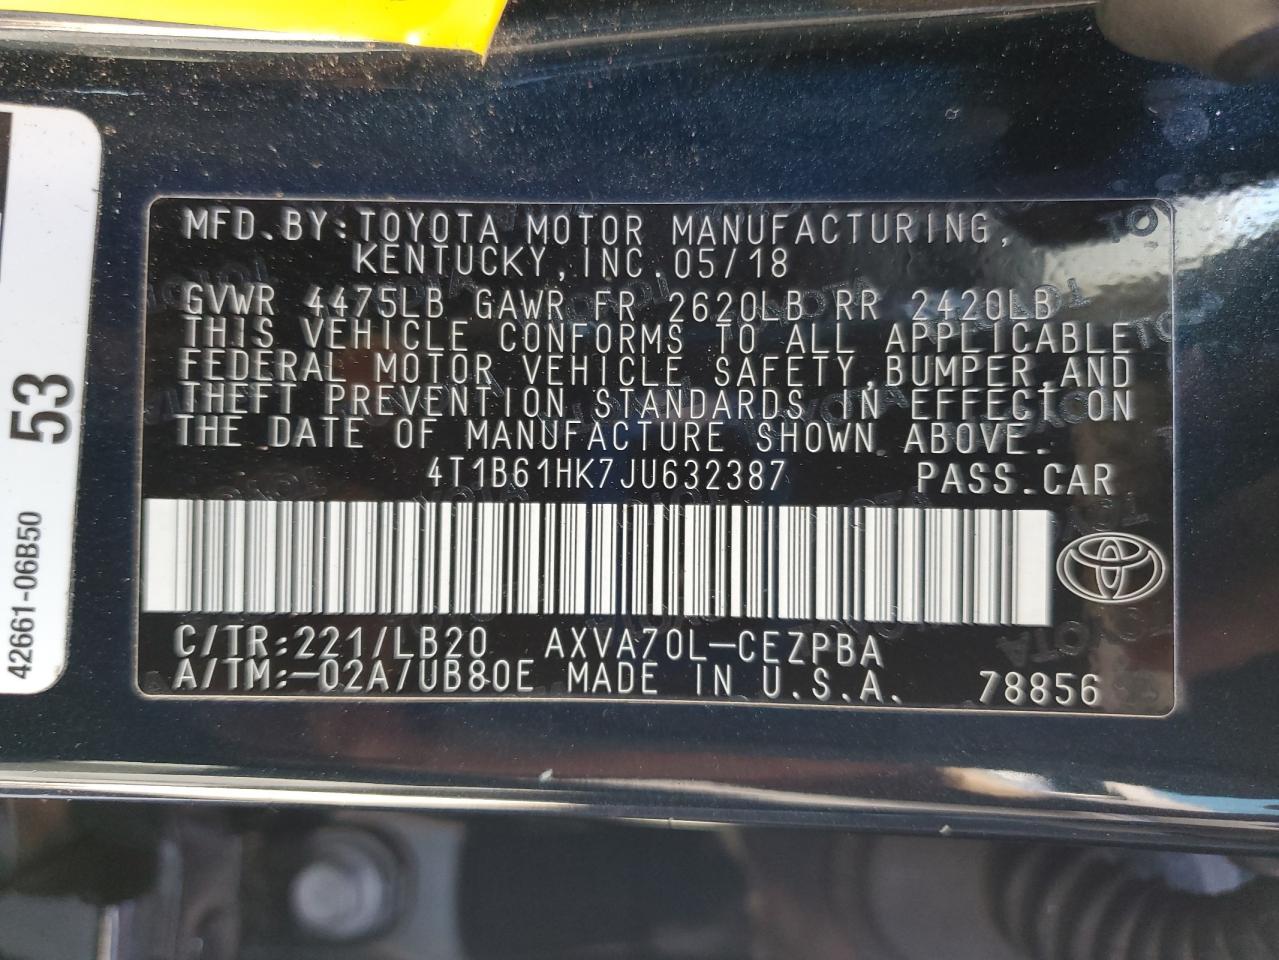 MFD.BY:TOYOTA MOTOR MANUFACTURING,
KENTUCKY,INC.05/18
GVWR 4475LB GAWR FR 2620LB RR 2420LB
THIS VEHICLE CONFORMS TO ALL APPLICABLE
FEDERAL MOTOR VEHICLE SAFETY,BUMPER,AND
THEFT PREVENTION STANDARDS IN EFFECT ON
THE DATE OF MANUFACTURE SHOWN ABOVE.
4T1B61HK7JU632387 PASS.CAR
C/TR:221/LB20 AXVA70L-CEZPBA
A/TM:-02A/UB80E MADE IN U.S.A. 78856
53
42661-06B50